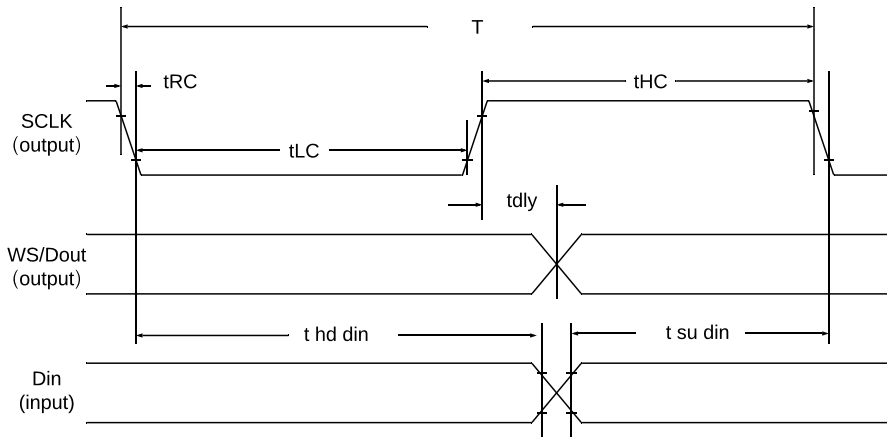 T
tRC
tHC
SCLK
（output）
tLC
tdly
WS/Dout
（output）
t hd din
t su din
Din
(input)